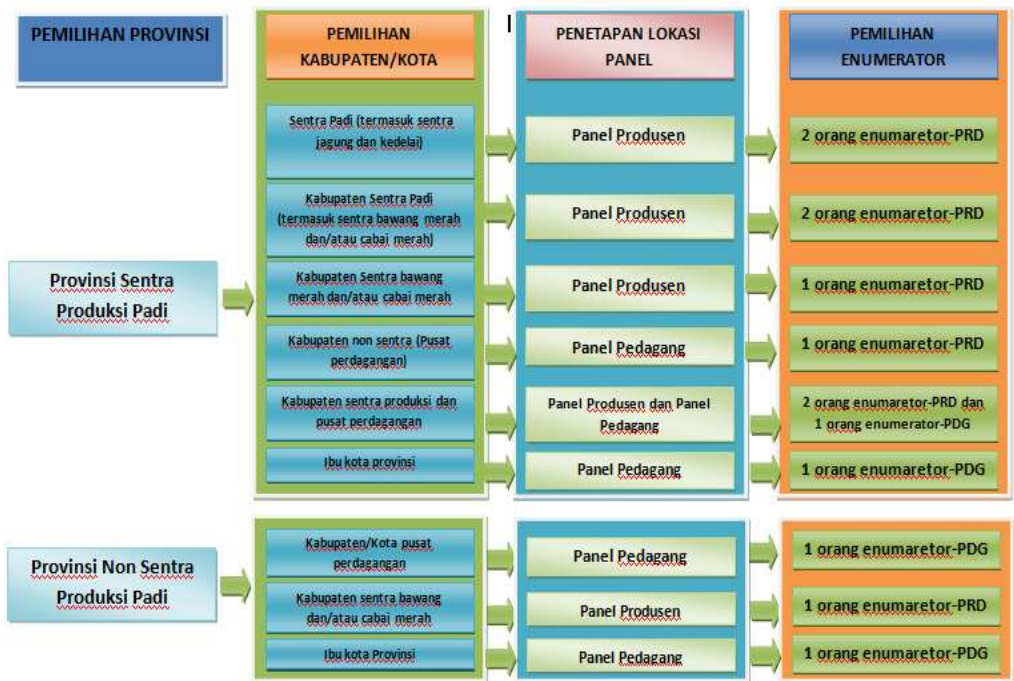 PEMILIHAN PROVINSI
PEMILIHAN
KABUPATEN/KOTA
PENETAPAN LOKASI
PANEL
PEMILIHAN
ENUMERATOR
Provinsi Sentra
Produksi Padi
Sentra Padi (termasuk sentra
jagung dan kedelai)
Panel Produsen
2 orang enumaretor-PRD
Kabupaten Sentra Padi
(termasuk sentra bawang merah
dan/atau cabai merah)
Panel Produsen
2 orang enumaretor-PRD
Kabupaten Sentra bawang
merah dan/atau cabai merah
Panel Produsen
1 orang enumaretor-PRD
Kabupaten non sentra (Pusat
perdagangan)
Panel Pedagang
1 orang enumaretor-PRD
Kabupaten sentra produksi dan
pusat perdagangan
Panel Produsen dan Panel
Pedagang
2 orang enumaretor-PRD dan
1 orang enumerator-PDG
Ibu kota provinsi
Panel Pedagang
1 orang enumaretor-PDG
Provinsi Non Sentra
Produksi Padi
Kabupaten/Kota pusat
perdagangan
Panel Pedagang
1 orang enumaretor-PDG
Kabupaten sentra bawang
dan/atau cabai merah
Panel Produsen
1 orang enumaretor-PRD
Ibu kota Provinsi
Panel Pedagang
1 orang enumaretor-PDG